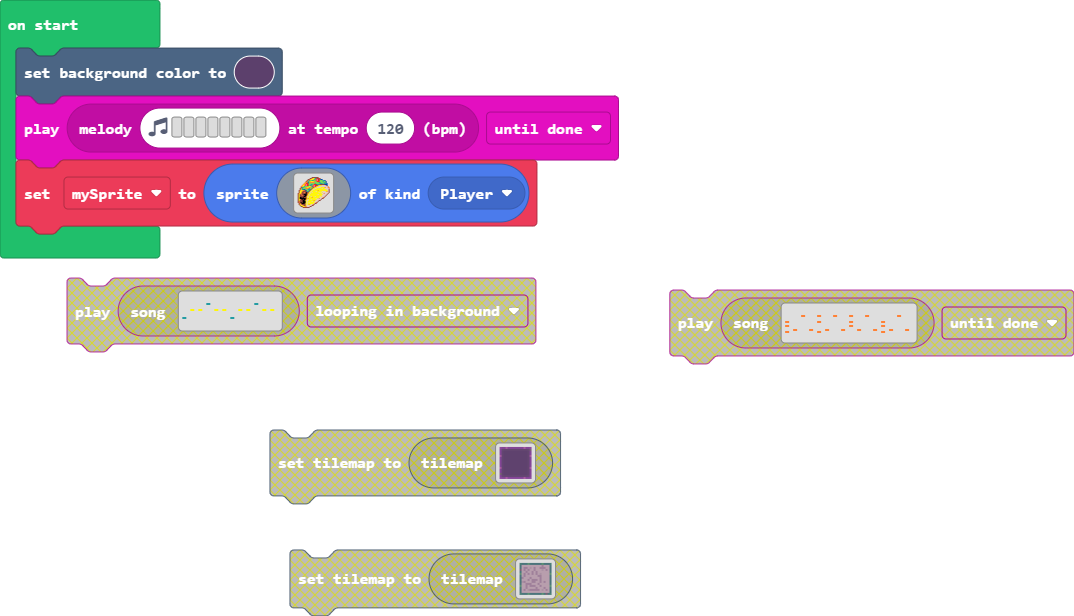 on start
set background color to
play melody at tempo 120 (bpm) until done
set mySprite to sprite of kind Player
play song looping in background
play song until done
set tilemap to tilemap
set tilemap to tilemap